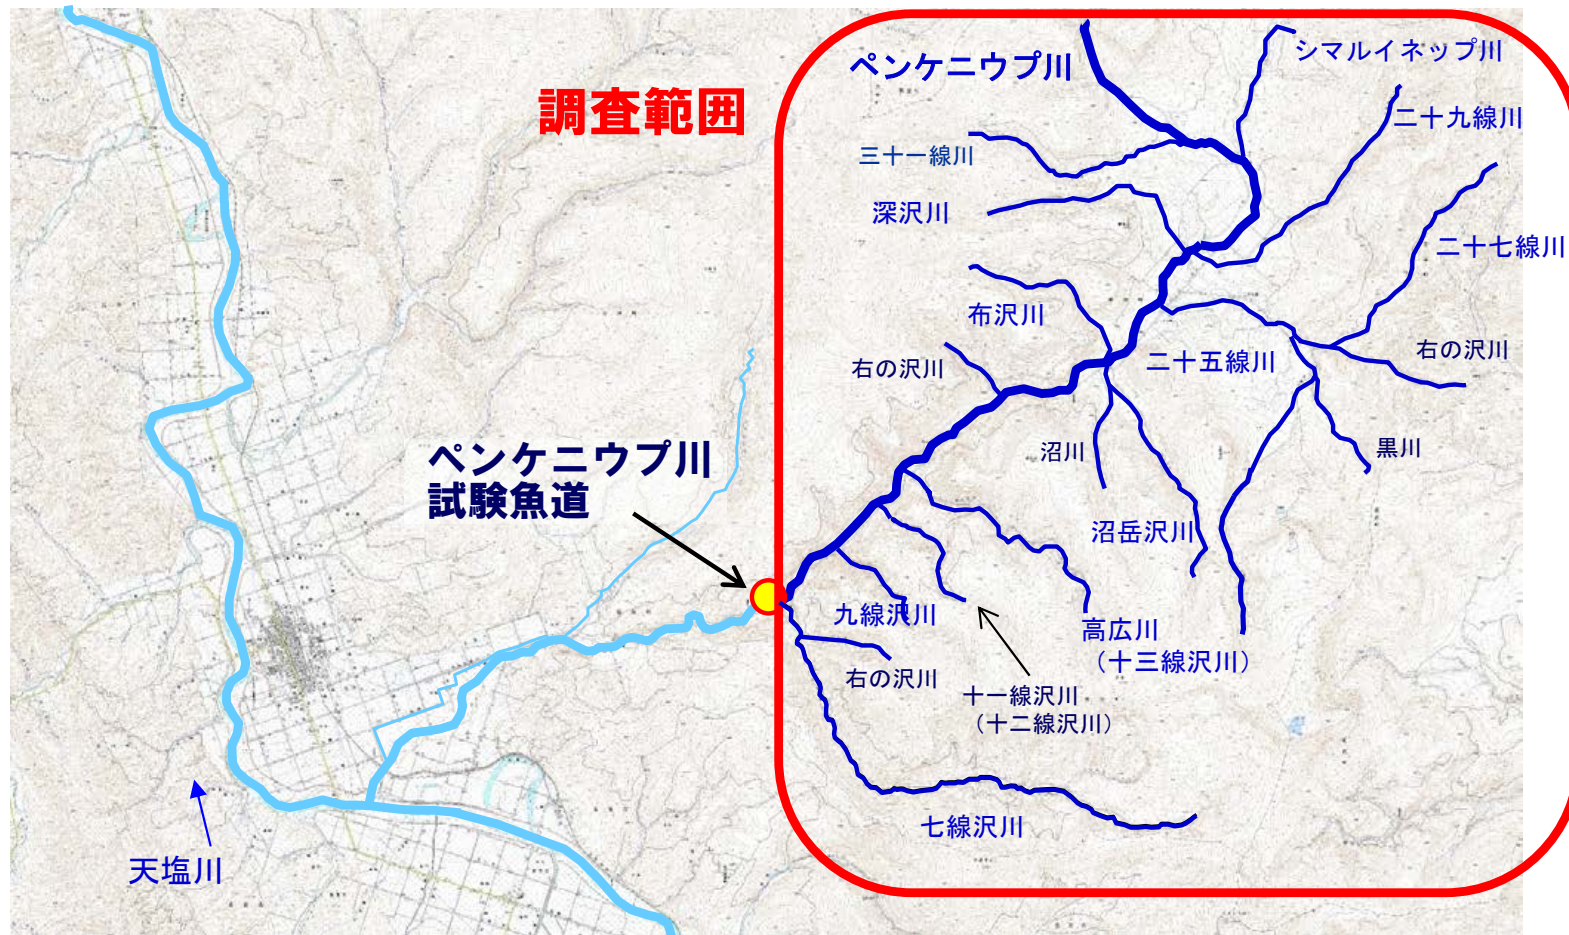 ペンケニウプ川
シマルイネップ川
調査範囲
二十九線川
三十一線川
深沢川
二十七線川
布沢川
右の沢川
二十五線川
右の沢川
ペンケニウプ川
試験魚道
沼川
黒川
沼岳沢川
九線沢川
高広川
（十三線沢川）
右の沢川
十一線沢川
（十二線沢川）
七線沢川
天塩川